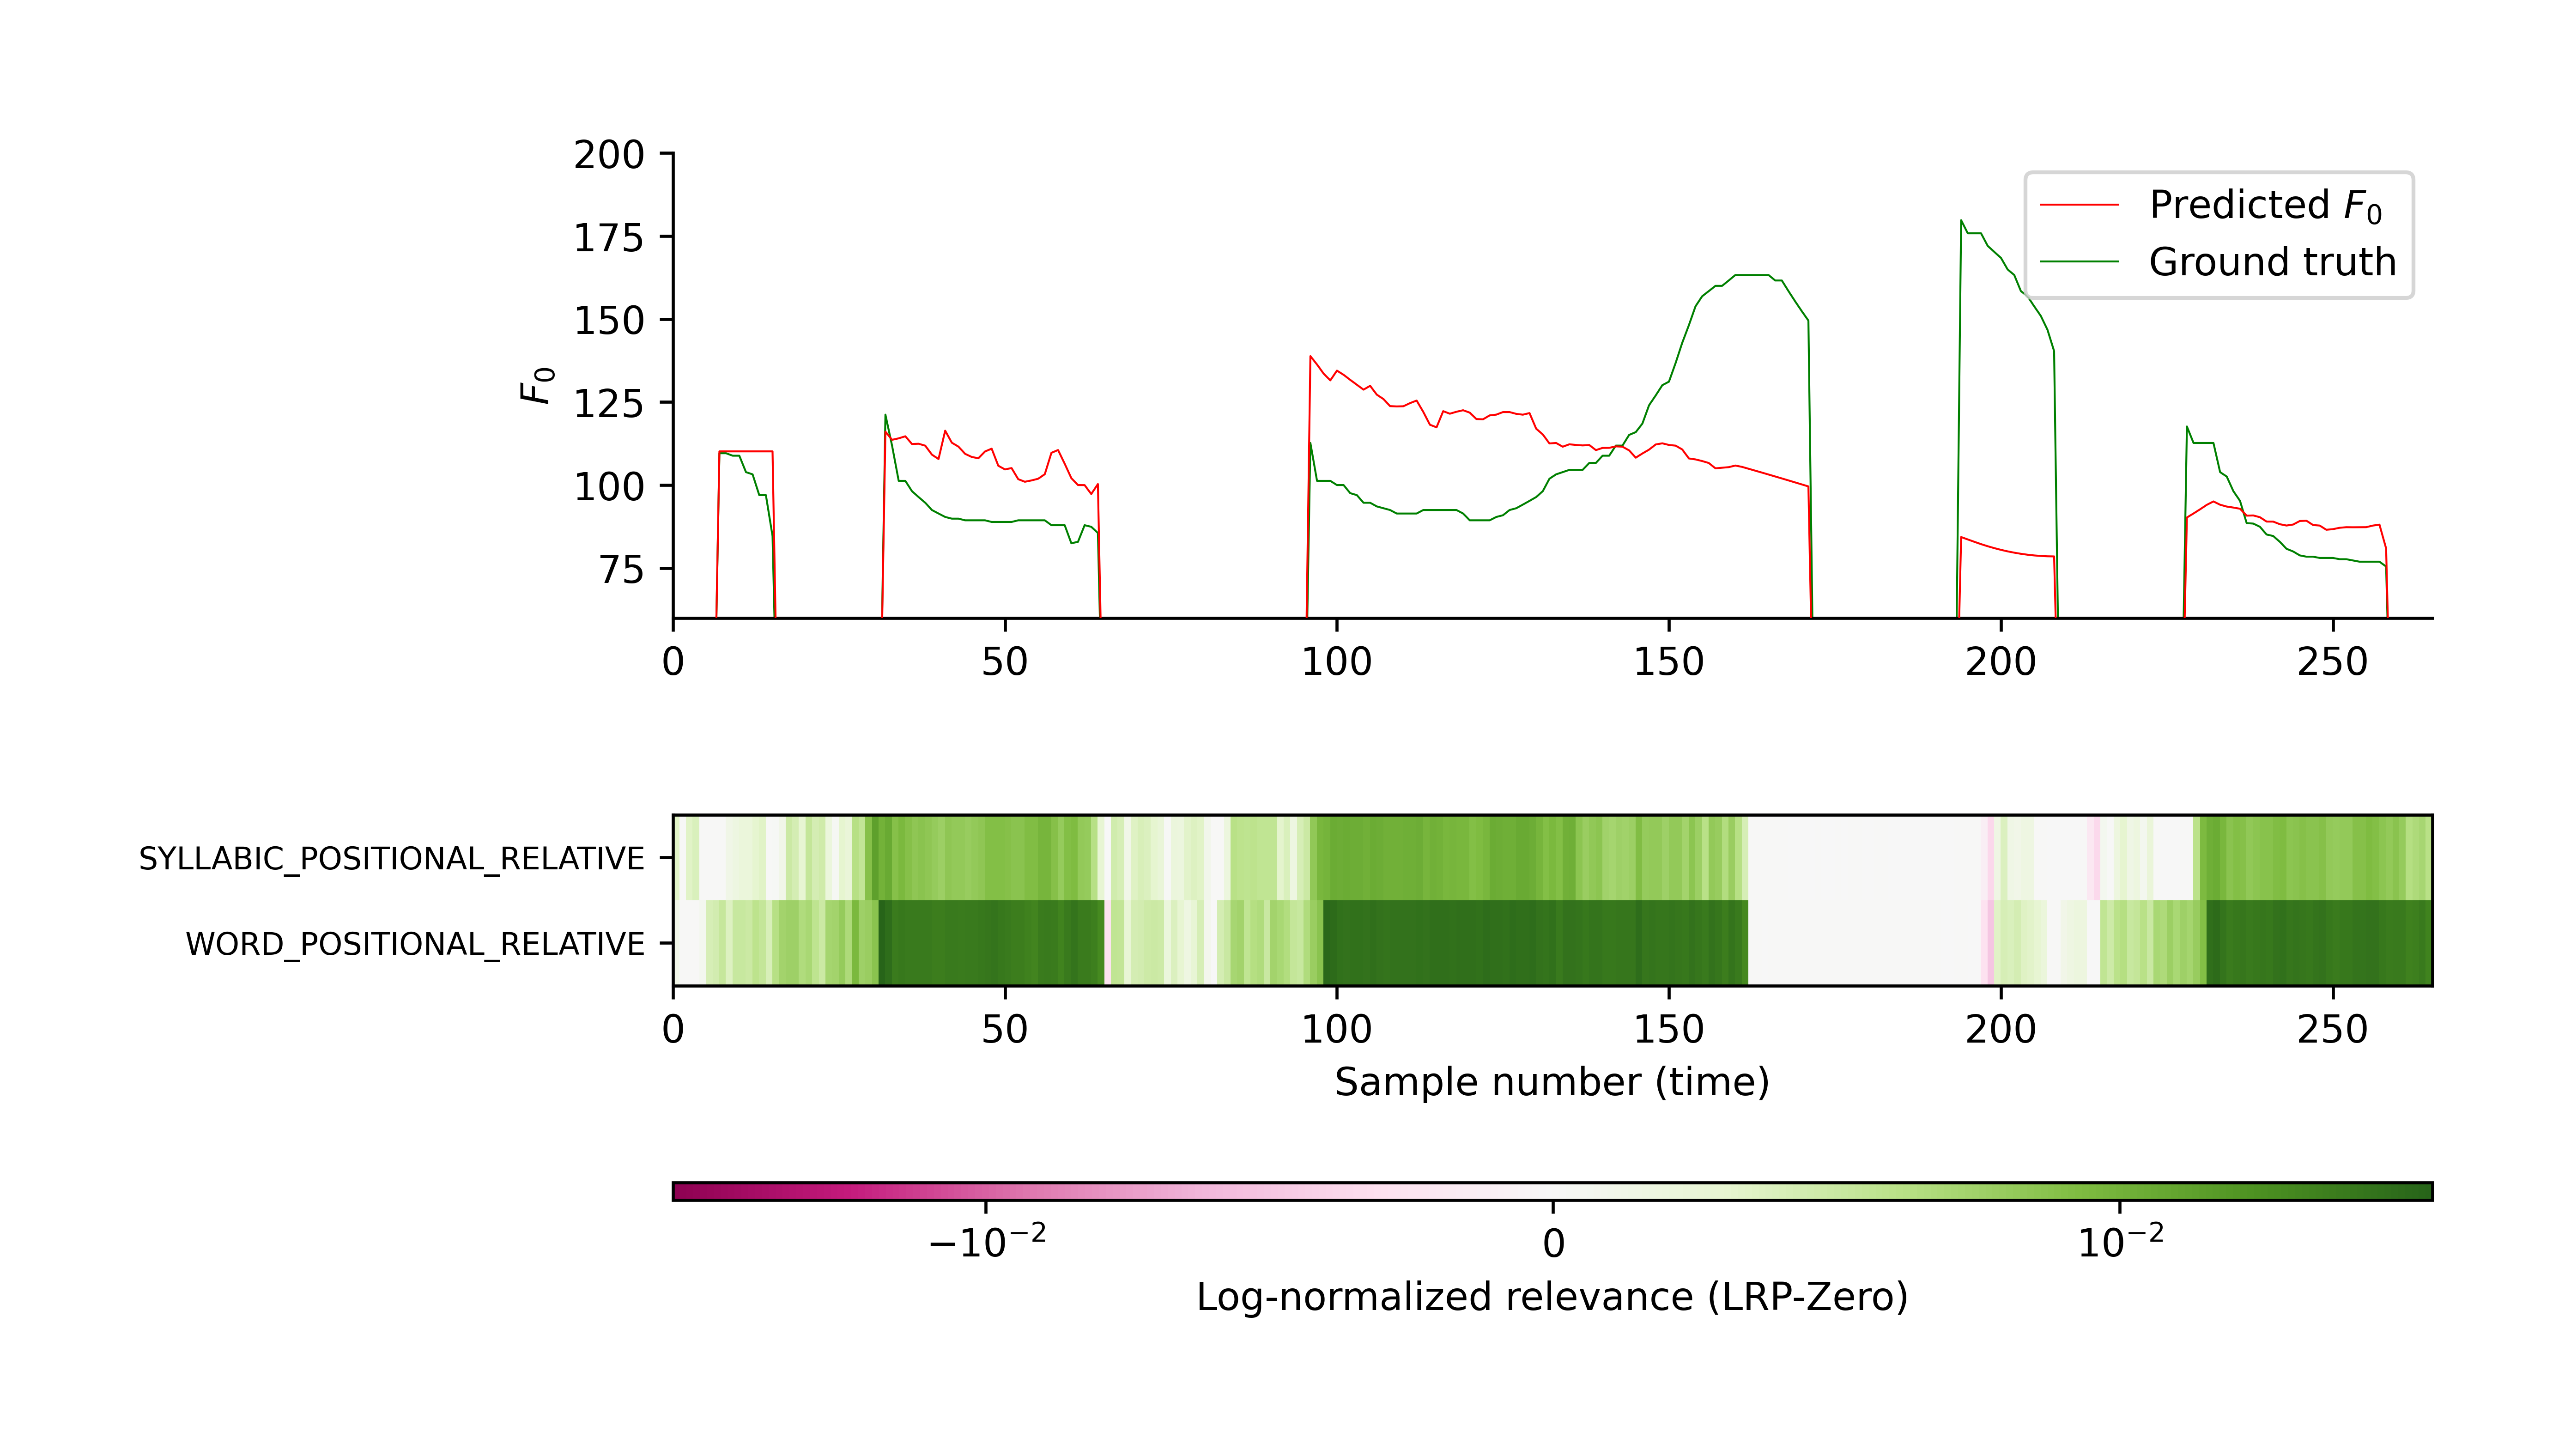 200
175
150
125
100
75
F₀
Predicted F₀
Ground truth
0 50 100 150 200 250
SYLLABIC_POSITIONAL_RELATIVE
WORD_POSITIONAL_RELATIVE
0 50 100 150 200 250
Sample number (time)
−10⁻² 0 10⁻²
Log-normalized relevance (LRP-Zero)